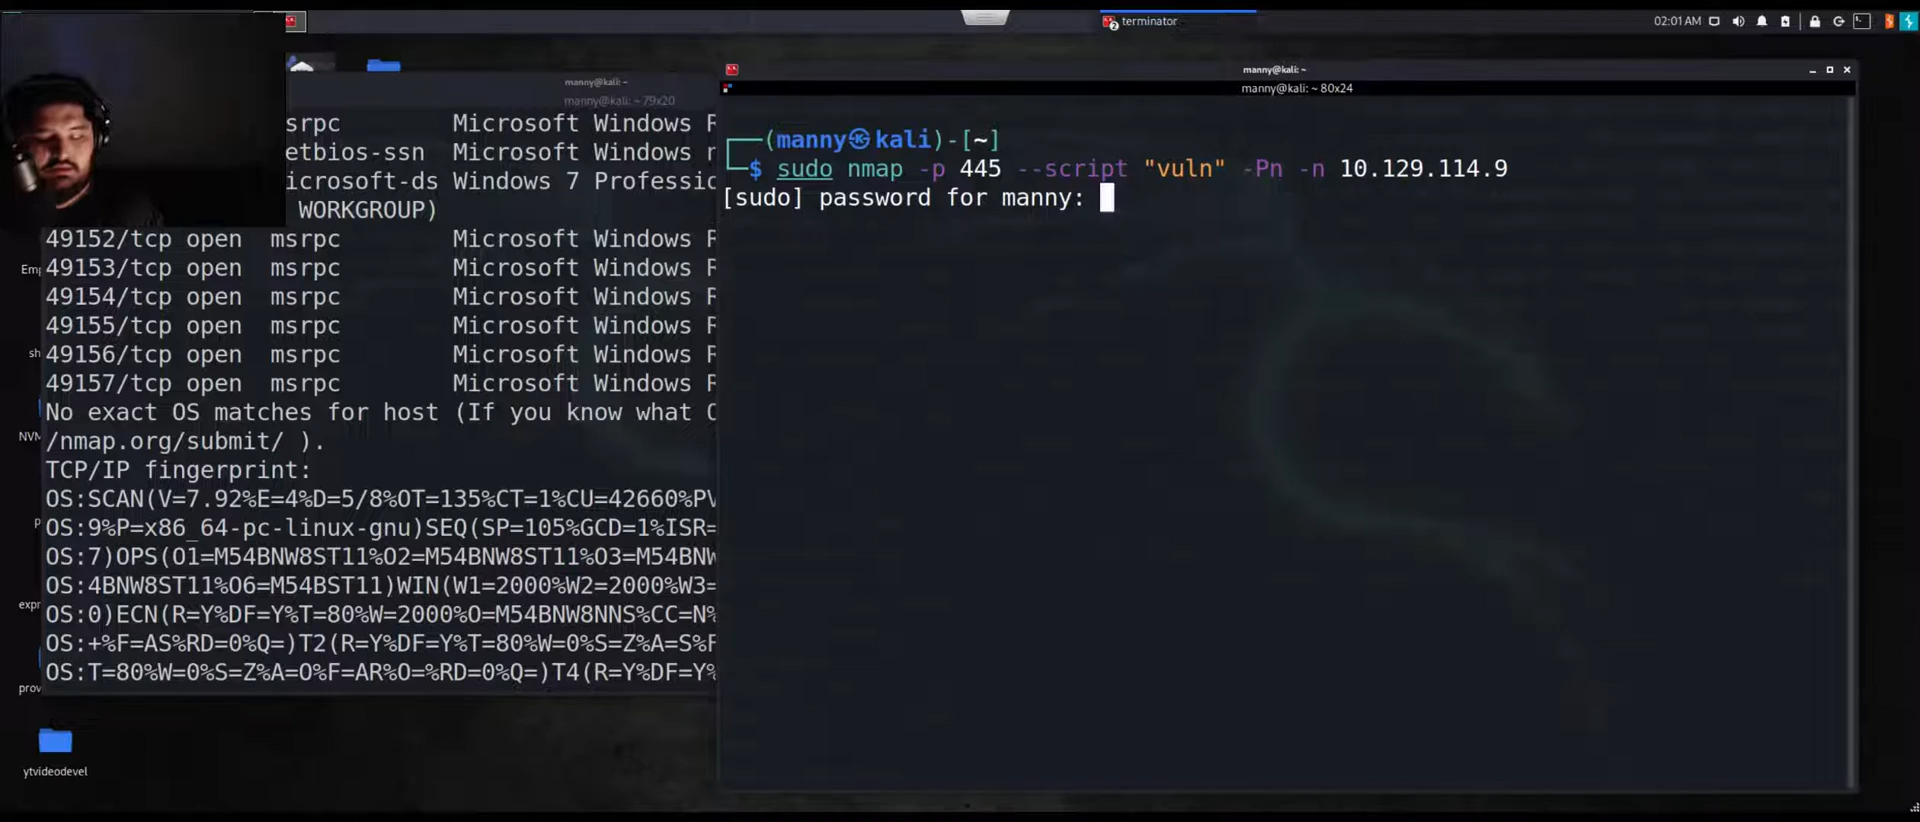 terminator
02:01 AM
manny@kali: ~
manny@kali: ~ 79x20
srpc Microsoft Windows R
etbios-ssn Microsoft Windows n
icrosoft-ds Windows 7 Professic
WORKGROUP)
49152/tcp open msrpc Microsoft Windows R
49153/tcp open msrpc Microsoft Windows R
49154/tcp open msrpc Microsoft Windows R
49155/tcp open msrpc Microsoft Windows R
49156/tcp open msrpc Microsoft Windows R
49157/tcp open msrpc Microsoft Windows R
No exact OS matches for host (If you know what O
/nmap.org/submit/ ).
TCP/IP fingerprint:
OS:SCAN(V=7.92%E=4%D=5/8%OT=135%CT=1%CU=42660%PV
OS:9%P=x86_64-pc-linux-gnu)SEQ(SP=105%GCD=1%ISR=
OS:7)OPS(O1=M54BNW8ST11%O2=M54BNW8ST11%O3=M54BNW
OS:4BNW8ST11%O6=M54BST11)WIN(W1=2000%W2=2000%W3=
OS:0)ECN(R=Y%DF=Y%T=80%W=2000%O=M54BNW8NNS%CC=N%
OS:+%F=AS%RD=0%Q=)T2(R=Y%DF=Y%T=80%W=0%S=Z%A=S%F
OS:T=80%W=0%S=Z%A=O%F=AR%O=%RD=0%Q=)T4(R=Y%DF=Y%
manny@kali: ~
manny@kali: ~ 80x24
(manny㉿kali)-[~]
$ sudo nmap -p 445 --script "vuln" -Pn -n 10.129.114.9
[sudo] password for manny:
Emp
sh
NVM
p
expr
prov
ytvideodevel